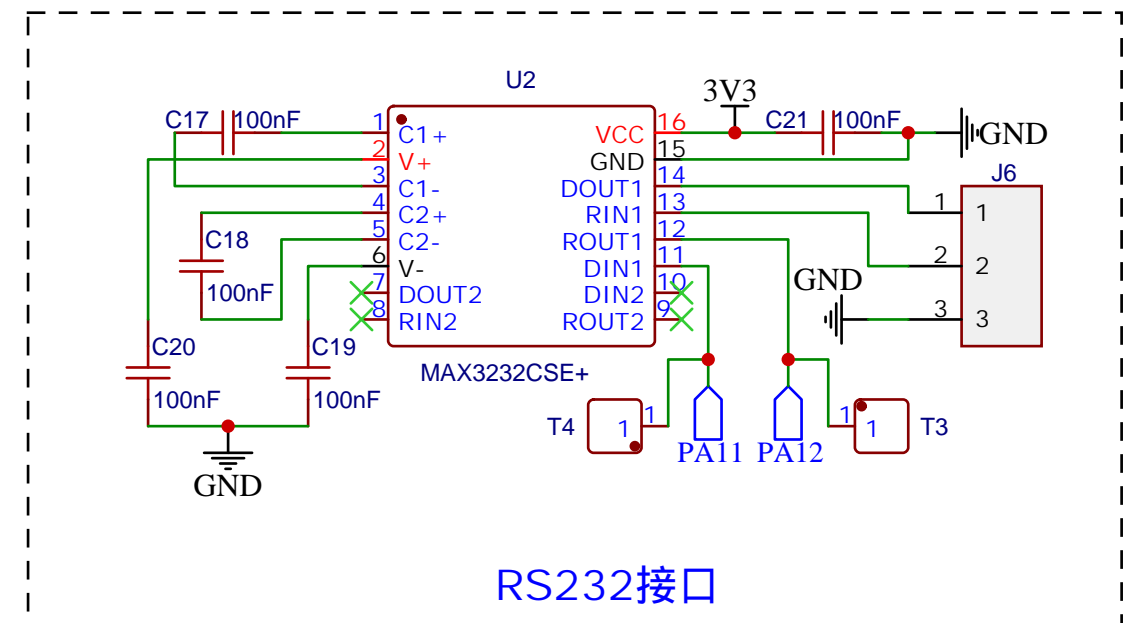 U2
3V3
C17 100nF
C21 100nF
GND
1 C1+
2 V+
3 C1-
4 C2+
5 C2-
6 V-
7 DOUT2
8 RIN2
VCC 16
GND 15
DOUT1 14
RIN1 13
ROUT1 12
DIN1 11
DIN2 10
ROUT2 9
MAX3232CSE+
J6
1 1
2 2
3 3
GND
C18
100nF
C20
100nF
C19
100nF
GND
T4 1 1
PA11
PA12
1 1 T3
RS232接口